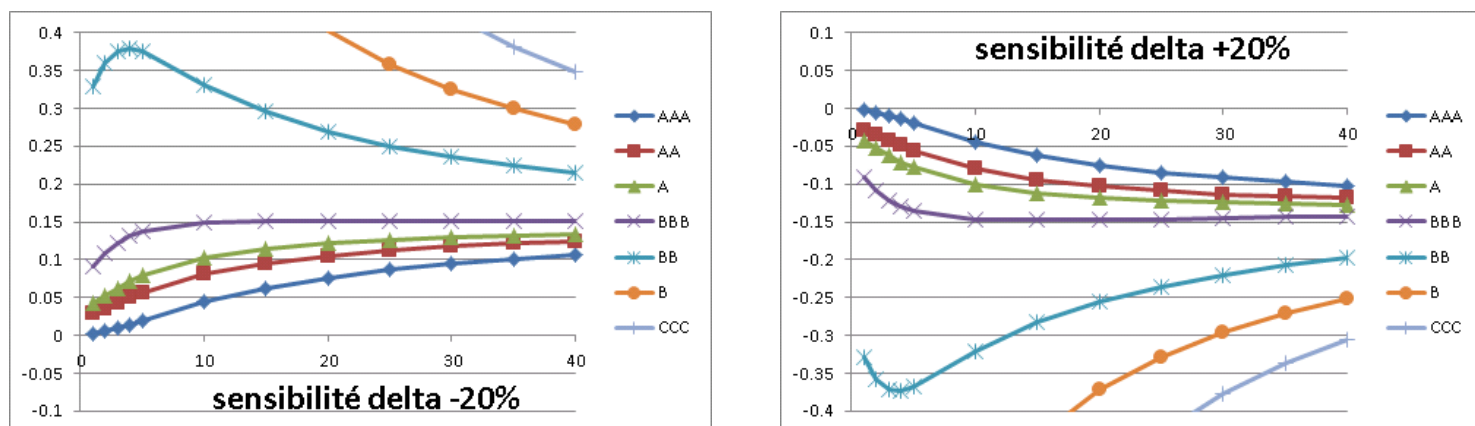 0.4
0.35
0.3
0.25
0.2
0.15
0.1
0.05
0
-0.05
-0.1
0 10 20 30 40
sensibilité delta -20%
AAA
AA
A
BBB
BB
B
CCC
sensibilité delta +20%
0.1
0.05
0
-0.05
-0.1
-0.15
-0.2
-0.25
-0.3
-0.35
-0.4
0 10 20 30 40
AAA
AA
A
BBB
BB
B
CCC